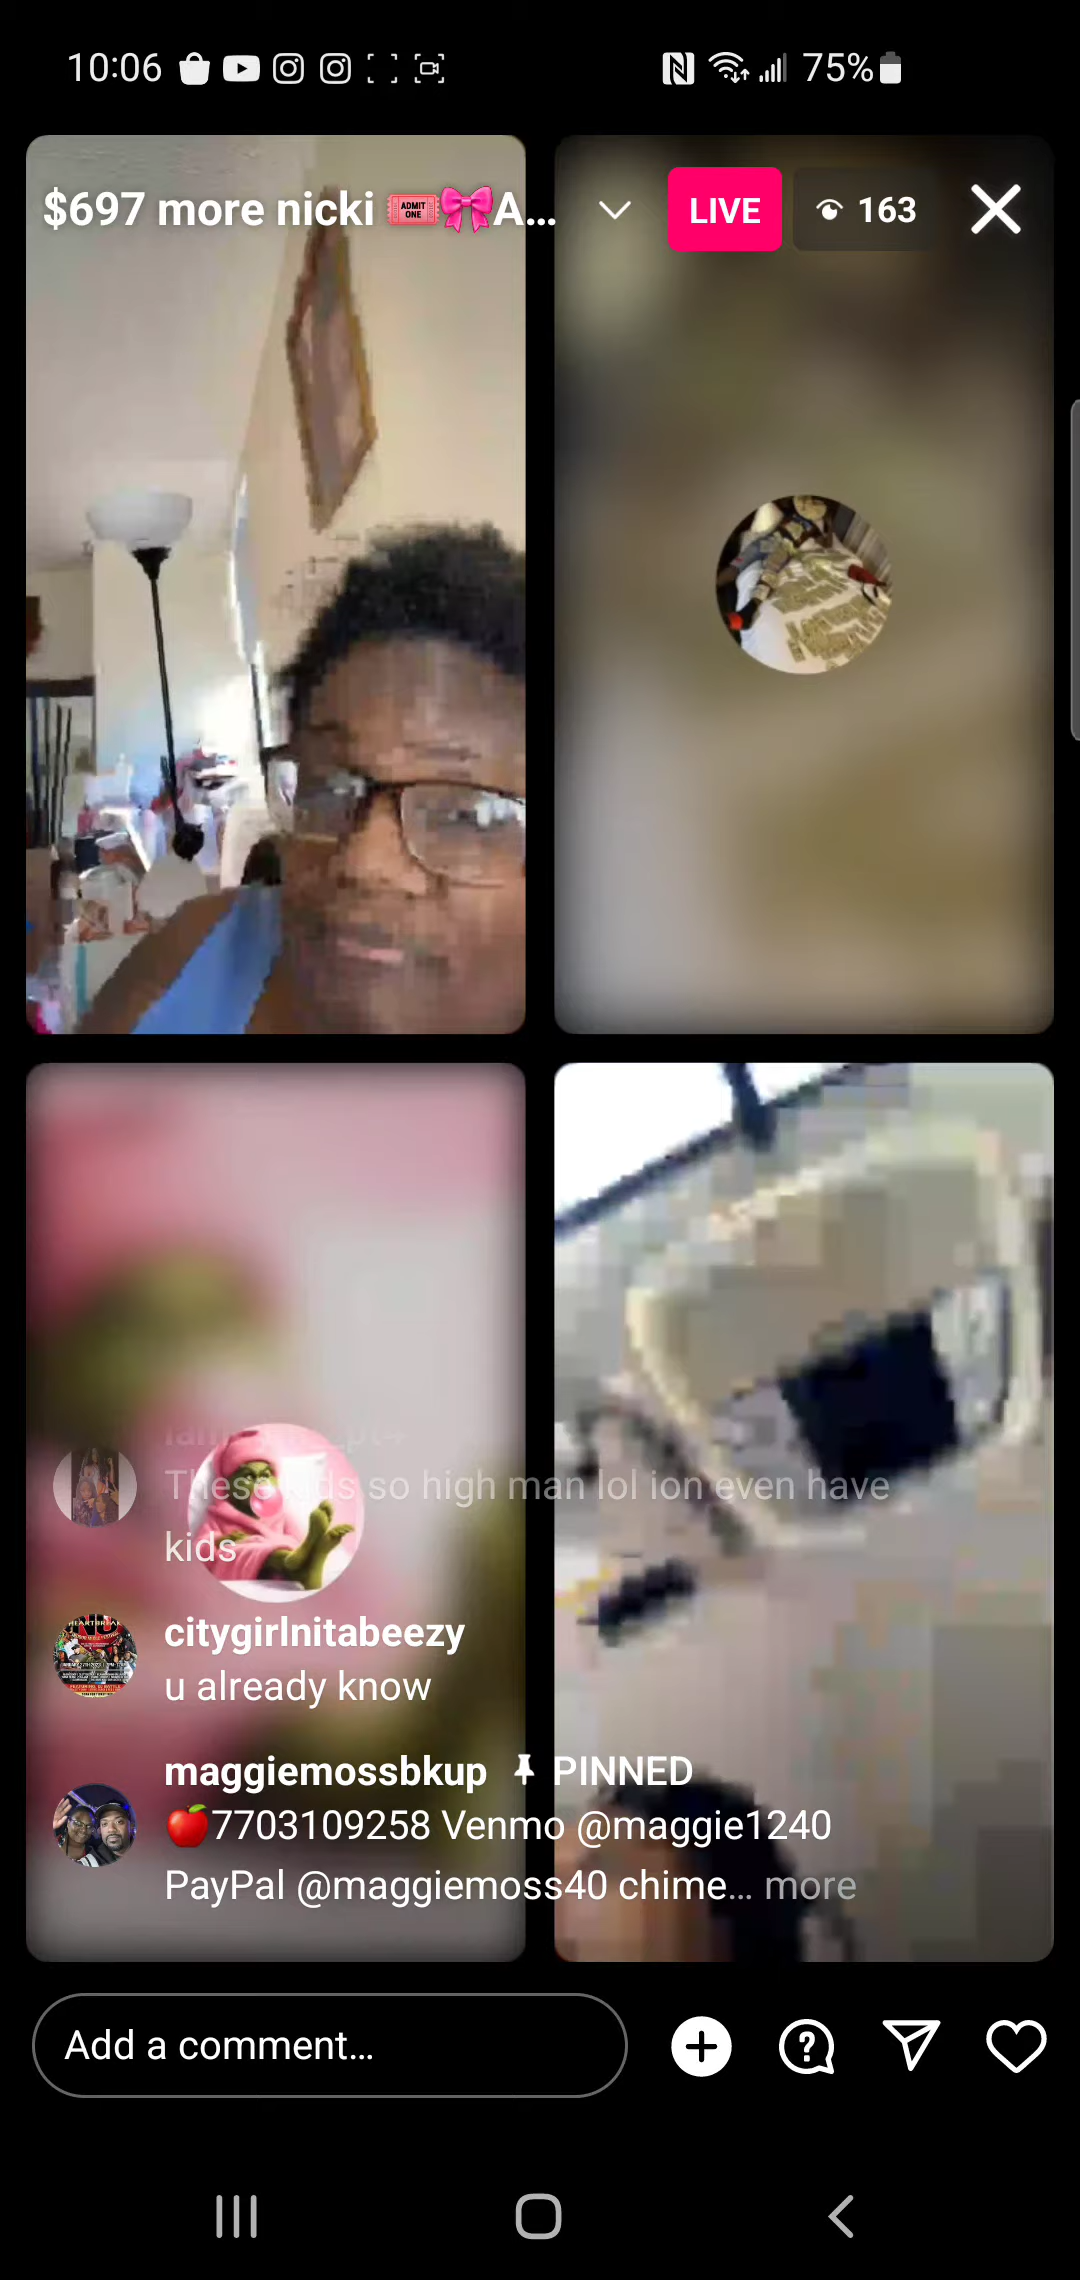 10:06
75%
$697 more nicki 🎟️🎀A...
LIVE
163
These kids so high man lol ion even have
kids
citygirlnitabeezy
u already know
maggiemossbkup 📌 PINNED
🍎7703109258 Venmo @maggie1240
PayPal @maggiemoss40 chime... more
Add a comment...